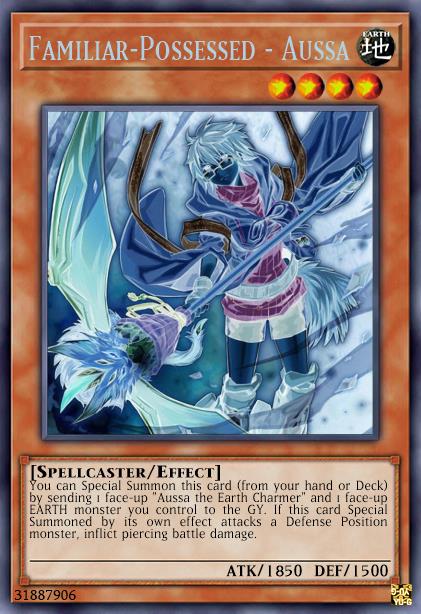 Familiar-Possessed - Aussa
EARTH
地
[Spellcaster/Effect]
You can Special Summon this card (from your hand or Deck)
by sending 1 face-up "Aussa the Earth Charmer" and 1 face-up
EARTH monster you control to the GY. If this card Special
Summoned by its own effect attacks a Defense Position
monster, inflict piercing battle damage.
ATK/1850 DEF/1500
31887906